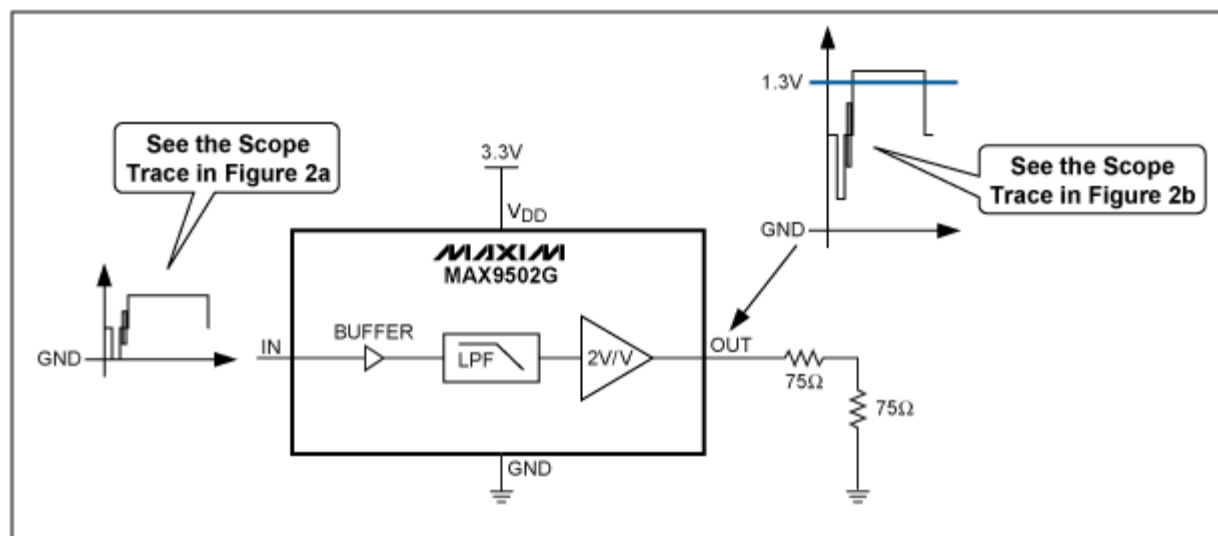 See the Scope
Trace in Figure 2a
GND
IN
3.3V
VDD
MAXIM
MAX9502G
BUFFER
LPF
2V/V
OUT
GND
75Ω
75Ω
1.3V
GND
See the Scope
Trace in Figure 2b